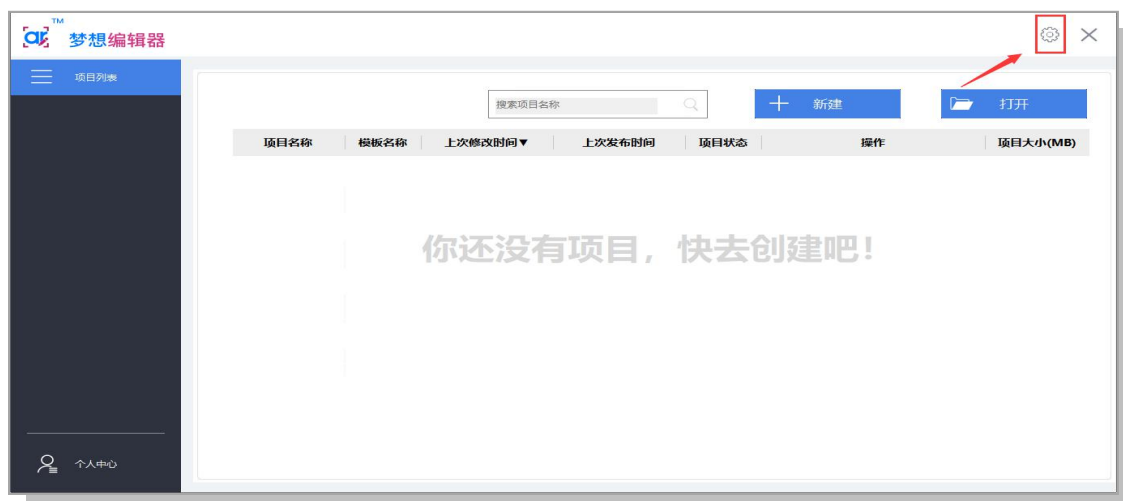 ar TM
梦想编辑器
项目列表
搜索项目名称
新建
打开
项目名称 模板名称 上次修改时间▼ 上次发布时间 项目状态 操作 项目大小(MB)
你还没有项目，快去创建吧！
个人中心